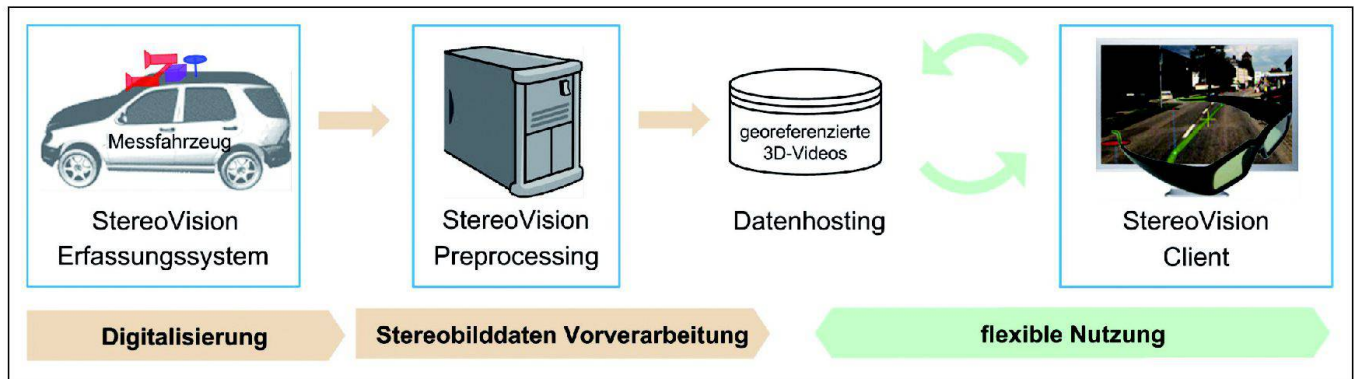 Messfahrzeug
StereoVision
Erfassungssystem
StereoVision
Preprocessing
georeferenzierte
3D-Videos
Datenhosting
StereoVision
Client
Digitalisierung
Stereobilddaten Vorverarbeitung
flexible Nutzung